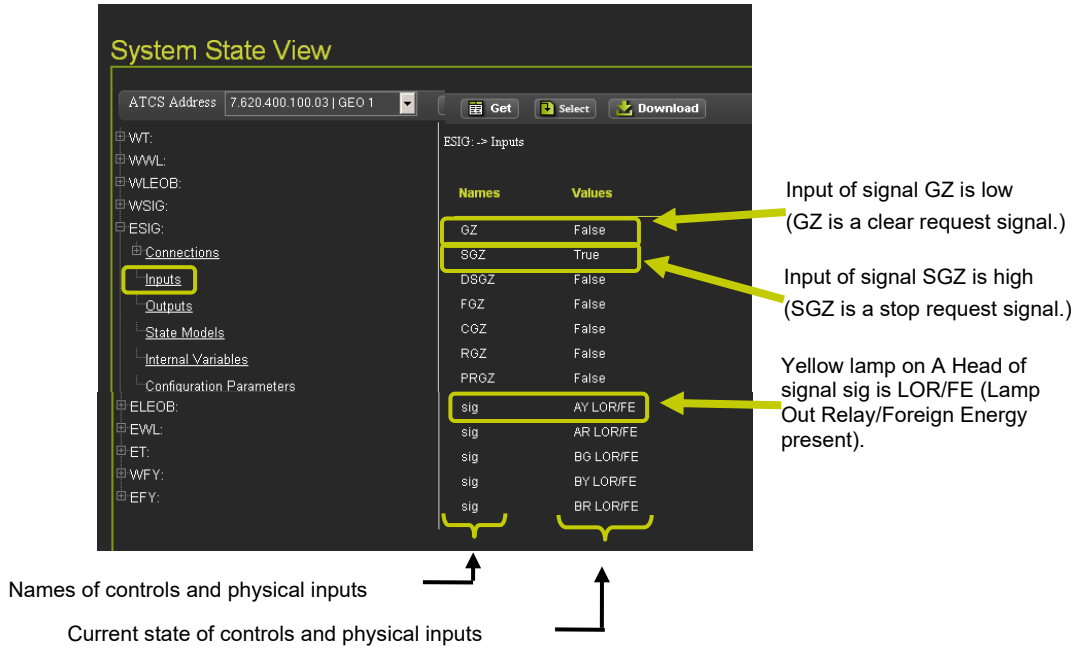 System State View
ATCS Address 7.620.400.100.03 | GEO 1
Get Select Download
WT:
WWL:
WLEOB:
WSIG:
ESIG:
Connections
Inputs
Outputs
State Models
Internal Variables
Configuration Parameters
ELEOB:
EWL:
ET:
WFY:
EFY:
ESIG: -> Inputs
Names Values
GZ False
SGZ True
DSGZ False
FGZ False
CGZ False
RGZ False
PRGZ False
sig AY LOR/FE
sig AR LOR/FE
sig BG LOR/FE
sig BY LOR/FE
sig BR LOR/FE
Input of signal GZ is low
(GZ is a clear request signal.)
Input of signal SGZ is high
(SGZ is a stop request signal.)
Yellow lamp on A Head of
signal sig is LOR/FE (Lamp
Out Relay/Foreign Energy
present).
Names of controls and physical inputs
Current state of controls and physical inputs